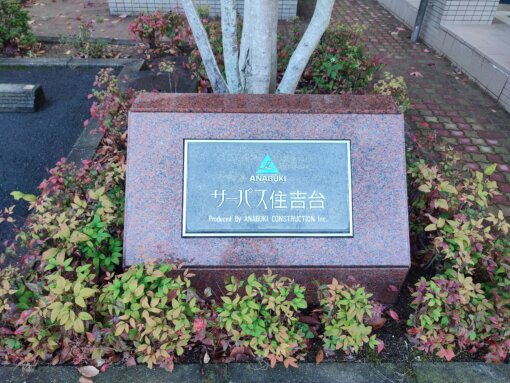 ANABUKI
サーパス住吉台
Produced By ANABUKI CONSTRUCTION Inc.